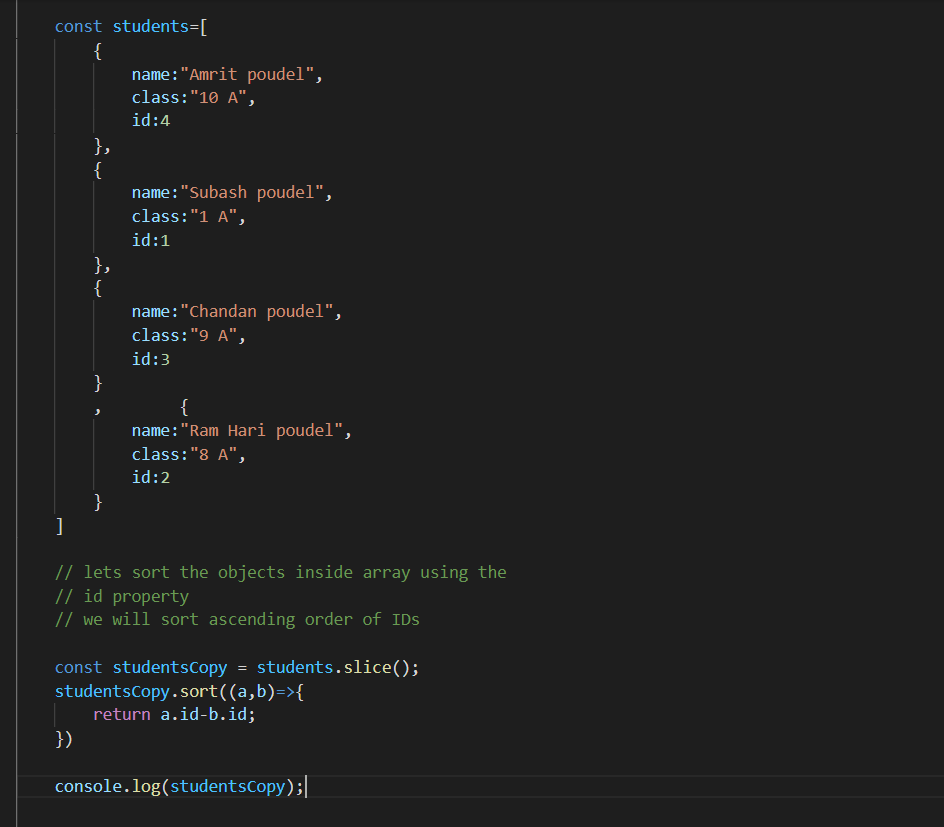 const students=[
    {
        name:"Amrit poudel",
        class:"10 A",
        id:4
    },
    {
        name:"Subash poudel",
        class:"1 A",
        id:1
    },
    {
        name:"Chandan poudel",
        class:"9 A",
        id:3
    }
    ,        {
        name:"Ram Hari poudel",
        class:"8 A",
        id:2
    }
]

// lets sort the objects inside array using the
// id property
// we will sort ascending order of IDs

const studentsCopy = students.slice();
studentsCopy.sort((a,b)=>{
    return a.id-b.id;
})

console.log(studentsCopy);